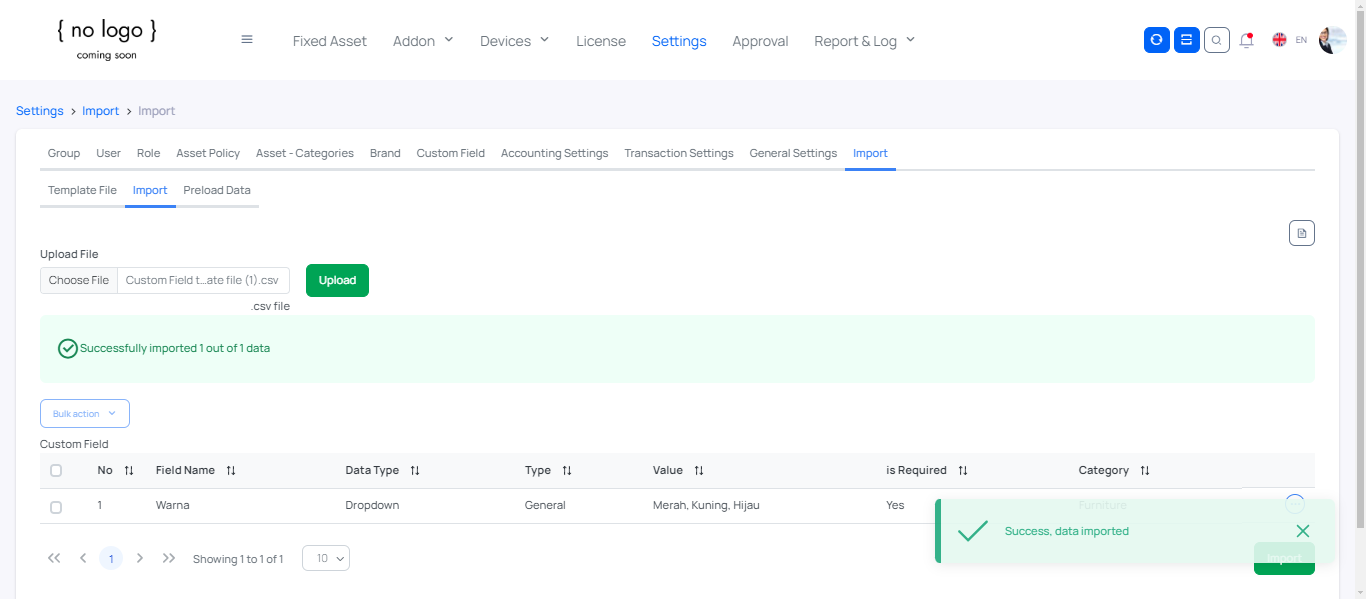 { no logo }
coming soon
Fixed Asset Addon Devices License Settings Approval Report & Log EN
Settings > Import > Import
Group User Role Asset Policy Asset - Categories Brand Custom Field Accounting Settings Transaction Settings General Settings Import
Template File Import Preload Data
Upload File
Choose File Custom Field t...ate file (1).csv Upload
.csv file
Successfully imported 1 out of 1 data
Bulk action
Custom Field
No Field Name Data Type Type Value is Required Category
1 Warna Dropdown General Merah, Kuning, Hijau Yes Furniture
Success, data imported
1 Showing 1 to 1 of 1 10 Import